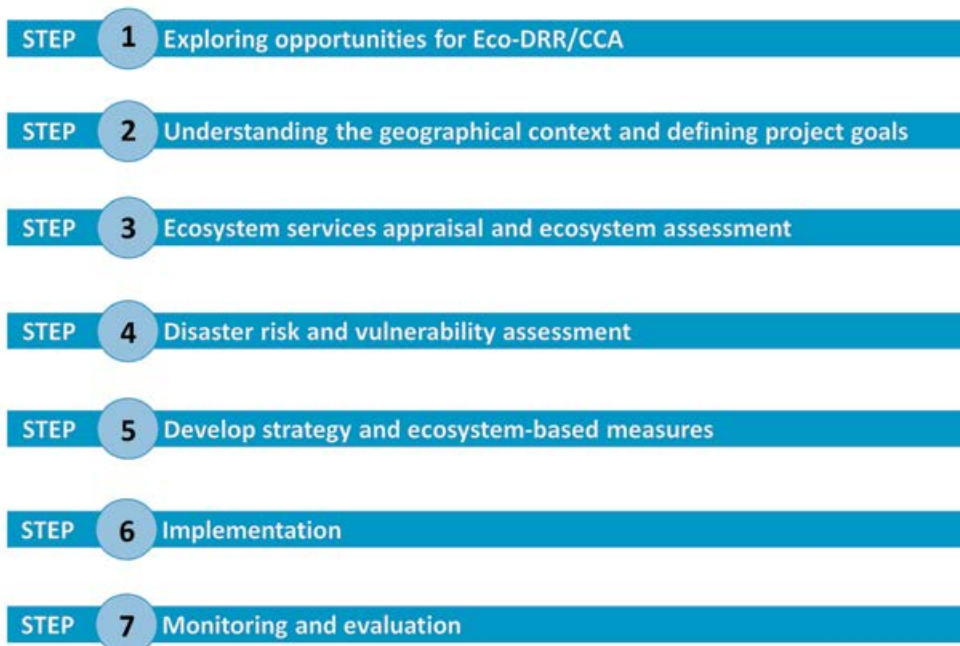 STEP 1 Exploring opportunities for Eco-DRR/CCA
STEP 2 Understanding the geographical context and defining project goals
STEP 3 Ecosystem services appraisal and ecosystem assessment
STEP 4 Disaster risk and vulnerability assessment
STEP 5 Develop strategy and ecosystem-based measures
STEP 6 Implementation
STEP 7 Monitoring and evaluation